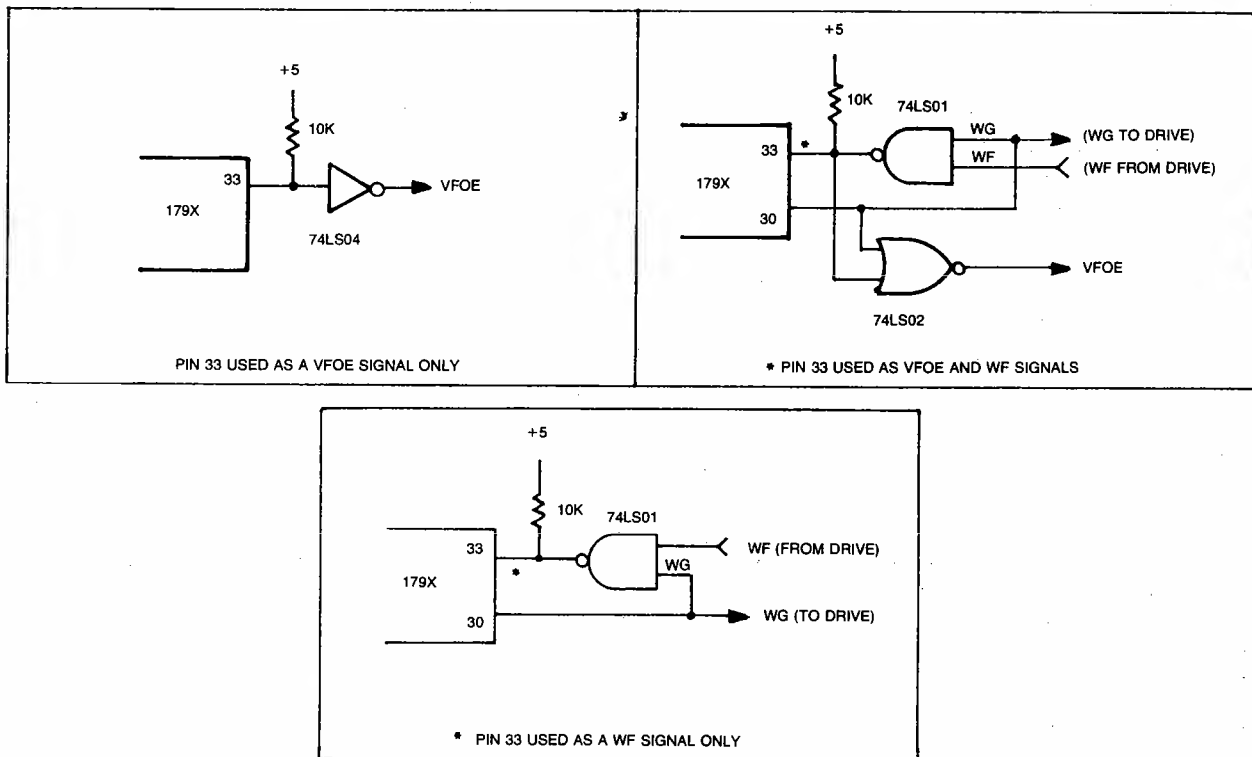 +5
10K
33
179X
VFOE
74LS04
PIN 33 USED AS A VFOE SIGNAL ONLY
*
+5
10K
74LS01
33
*
WG
(WG TO DRIVE)
WF
(WF FROM DRIVE)
179X
30
VFOE
74LS02
* PIN 33 USED AS VFOE AND WF SIGNALS
+5
10K
74LS01
33
*
WF (FROM DRIVE)
WG
179X
30
WG (TO DRIVE)
* PIN 33 USED AS A WF SIGNAL ONLY